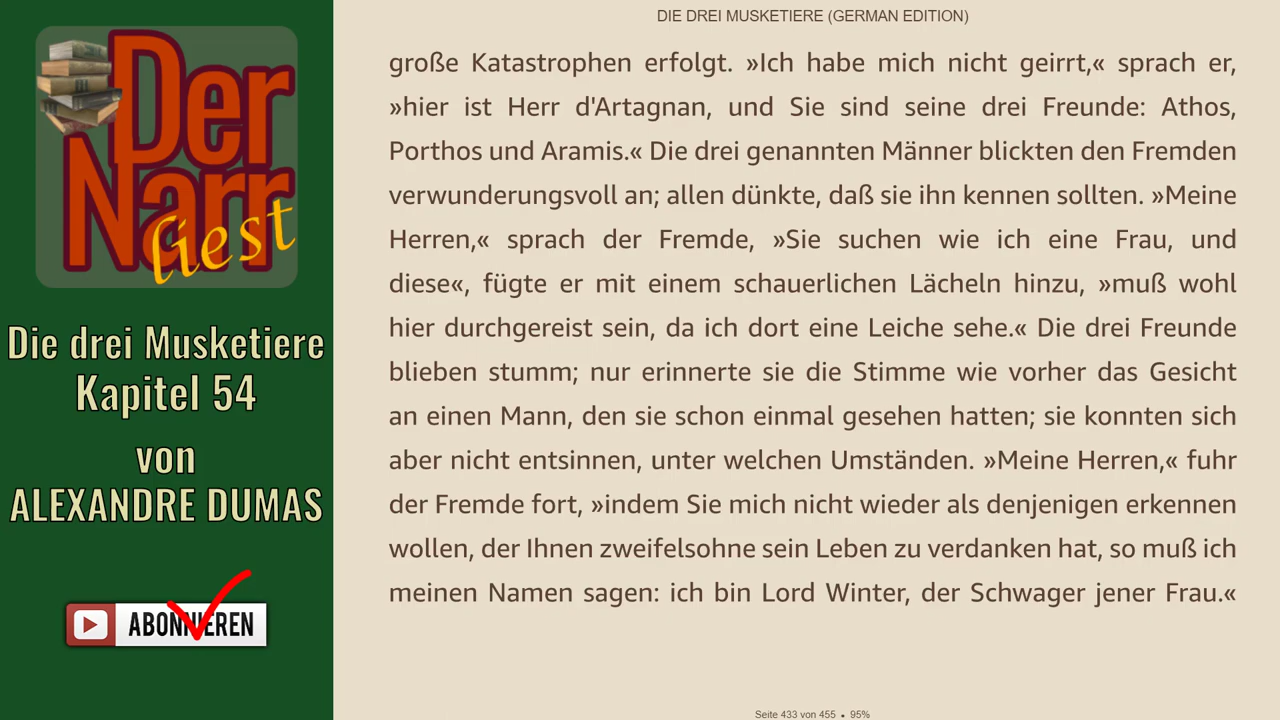 Der
Narr
liest
Die drei Musketiere
Kapitel 54
von
ALEXANDRE DUMAS
ABONNIEREN
DIE DREI MUSKETIERE (GERMAN EDITION)
große Katastrophen erfolgt. »Ich habe mich nicht geirrt,« sprach er,
»hier ist Herr d'Artagnan, und Sie sind seine drei Freunde: Athos,
Porthos und Aramis.« Die drei genannten Männer blickten den Fremden
verwunderungsvoll an; allen dünkte, daß sie ihn kennen sollten. »Meine
Herren,« sprach der Fremde, »Sie suchen wie ich eine Frau, und
diese«, fügte er mit einem schauerlichen Lächeln hinzu, »muß wohl
hier durchgereist sein, da ich dort eine Leiche sehe.« Die drei Freunde
blieben stumm; nur erinnerte sie die Stimme wie vorher das Gesicht
an einen Mann, den sie schon einmal gesehen hatten; sie konnten sich
aber nicht entsinnen, unter welchen Umständen. »Meine Herren,« fuhr
der Fremde fort, »indem Sie mich nicht wieder als denjenigen erkennen
wollen, der Ihnen zweifelsohne sein Leben zu verdanken hat, so muß ich
meinen Namen sagen: ich bin Lord Winter, der Schwager jener Frau.«
Seite 433 von 455 • 95%